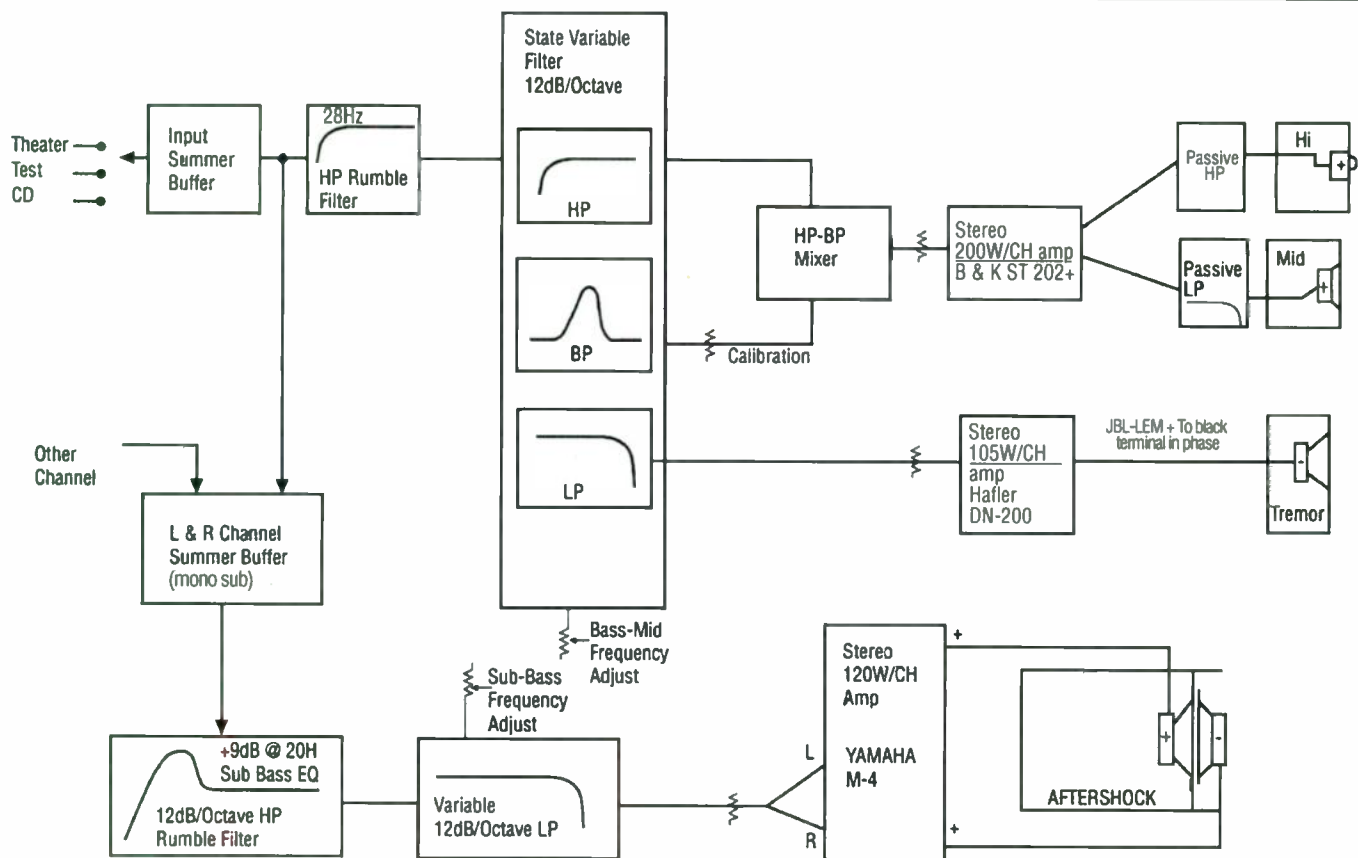 State Variable
Filter
12dB/Octave
HP
BP
LP
Theater
Test
CD
Input
Summer
Buffer
28Hz
HP Rumble
Filter
HP-BP
Mixer
Calibration
Stereo
200W/CH amp
B & K ST 202+
Passive
HP
Hi
Passive
LP
Mid
Other
Channel
L & R Channel
Summer Buffer
(mono sub)
Stereo
105W/CH
amp
Hafler
DN-200
JBL-LEM + To black
terminal in phase
-
Tremor
Bass-Mid
Frequency
Adjust
Sub-Bass
Frequency
Adjust
+9dB @ 20H
Sub Bass EQ
12dB/Octave HP
Rumble Filter
Variable
12dB/Octave LP
L
R
Stereo
120W/CH
Amp
YAMAHA
M-4
+
+
+
-
AFTERSHOCK
+
+